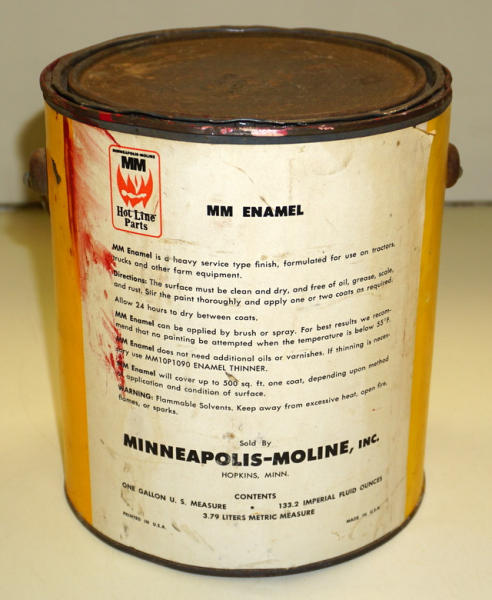 MINNEAPOLIS-MOLINE
MM
Hot Line
Parts
MM ENAMEL
MM Enamel is a heavy service type finish, formulated for use on tractors,
trucks and other farm equipment.
Directions: The surface must be clean and dry, and free of oil, grease, scale,
and rust. Stir the paint thoroughly and apply one or two coats as required.
Allow 24 hours to dry between coats.
MM Enamel can be applied by brush or spray. For best results we recom-
mend that no painting be attempted when the temperature is below 55°F.
MM Enamel does not need additional oils or varnishes. If thinning is neces-
sary use MM10P1090 ENAMEL THINNER.
MM Enamel will cover up to 500 sq. ft. one coat, depending upon method
of application and condition of surface.
WARNING: Flammable Solvents. Keep away from excessive heat, open fire,
flames, or sparks.
Sold By
MINNEAPOLIS-MOLINE, INC.
HOPKINS, MINN.
CONTENTS
ONE GALLON U. S. MEASURE • 133.2 IMPERIAL FLUID OUNCES
3.79 LITERS METRIC MEASURE
PRINTED IN U.S.A. MADE IN U.S.A.